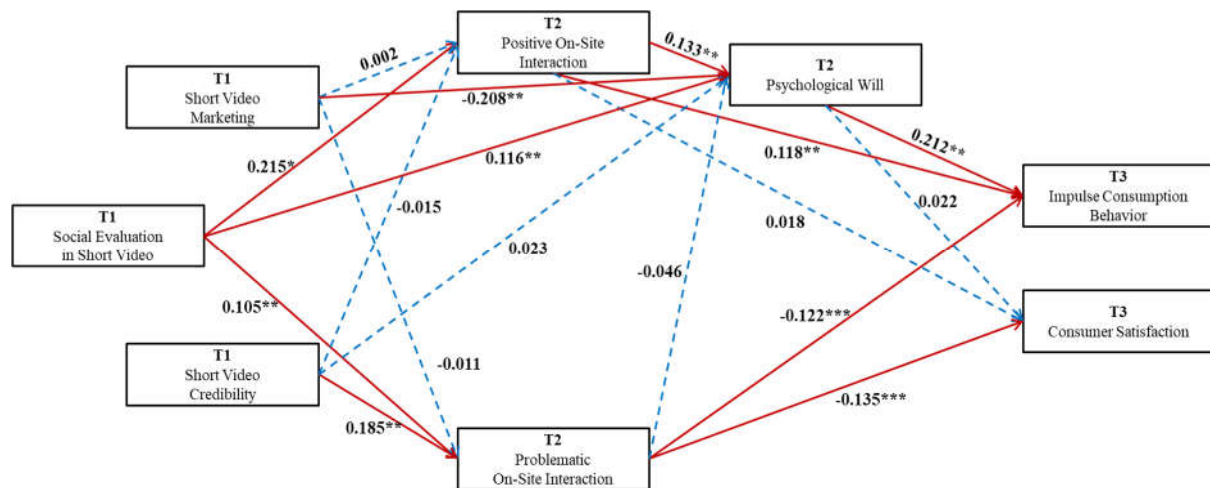 T2
Positive On-Site
Interaction
0.133**
T2
Psychological Will
0.002
T1
Short Video
Marketing
-0.208**
0.215*
0.116**
0.118**
0.212**
T3
Impulse Consumption
Behavior
T1
Social Evaluation
in Short Video
-0.015
0.023
0.018
0.022
-0.046
0.105**
-0.122***
T3
Consumer Satisfaction
T1
Short Video
Credibility
-0.011
0.185**
-0.135***
T2
Problematic
On-Site Interaction